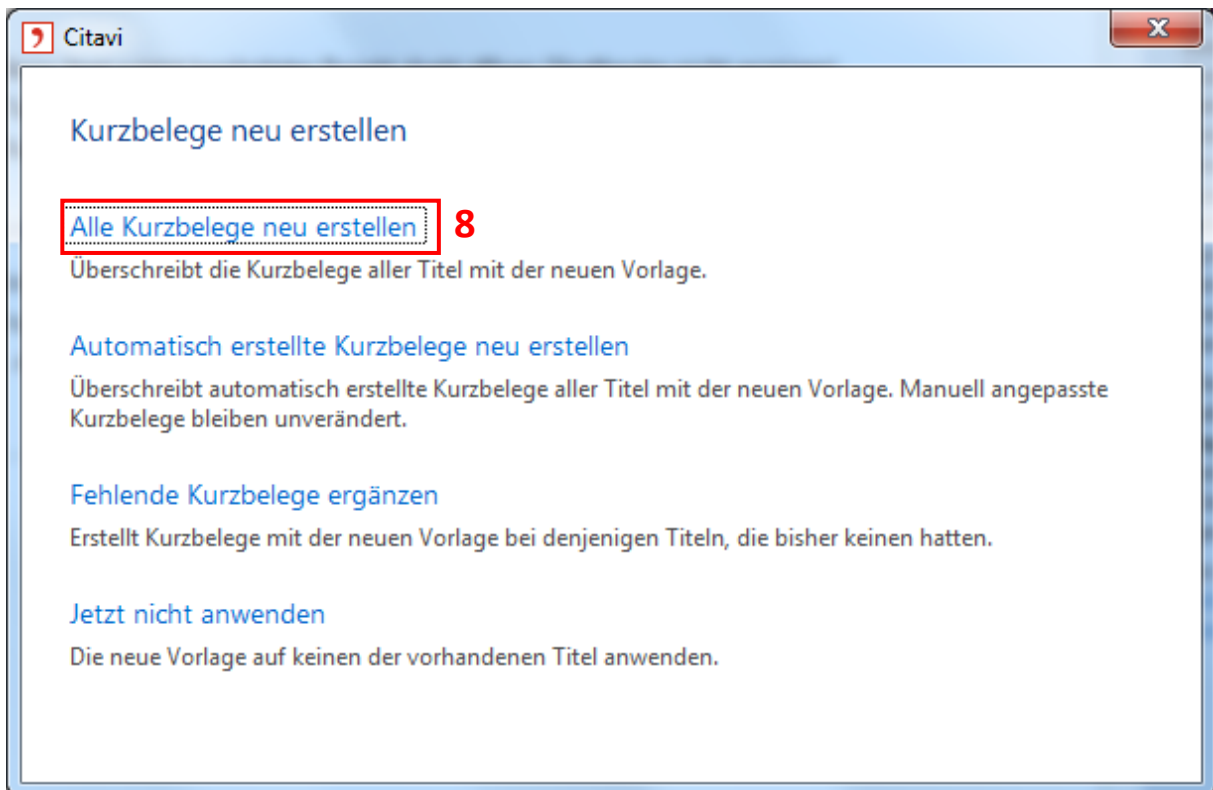 Citavi
Kurzbelege neu erstellen
Alle Kurzbelege neu erstellen 8
Überschreibt die Kurzbelege aller Titel mit der neuen Vorlage.
Automatisch erstellte Kurzbelege neu erstellen
Überschreibt automatisch erstellte Kurzbelege aller Titel mit der neuen Vorlage. Manuell angepasste
Kurzbelege bleiben unverändert.
Fehlende Kurzbelege ergänzen
Erstellt Kurzbelege mit der neuen Vorlage bei denjenigen Titeln, die bisher keinen hatten.
Jetzt nicht anwenden
Die neue Vorlage auf keinen der vorhandenen Titel anwenden.